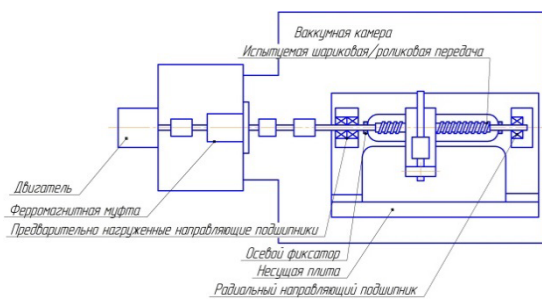 Ваккумная камера
Испытуемая шариковая/роликовая передача
Двигатель
Ферромагнитная муфта
Предварительно нагруженные направляющие подшипники
Осевой фиксатор
Несущая плита
Радиальный направляющий подшипник